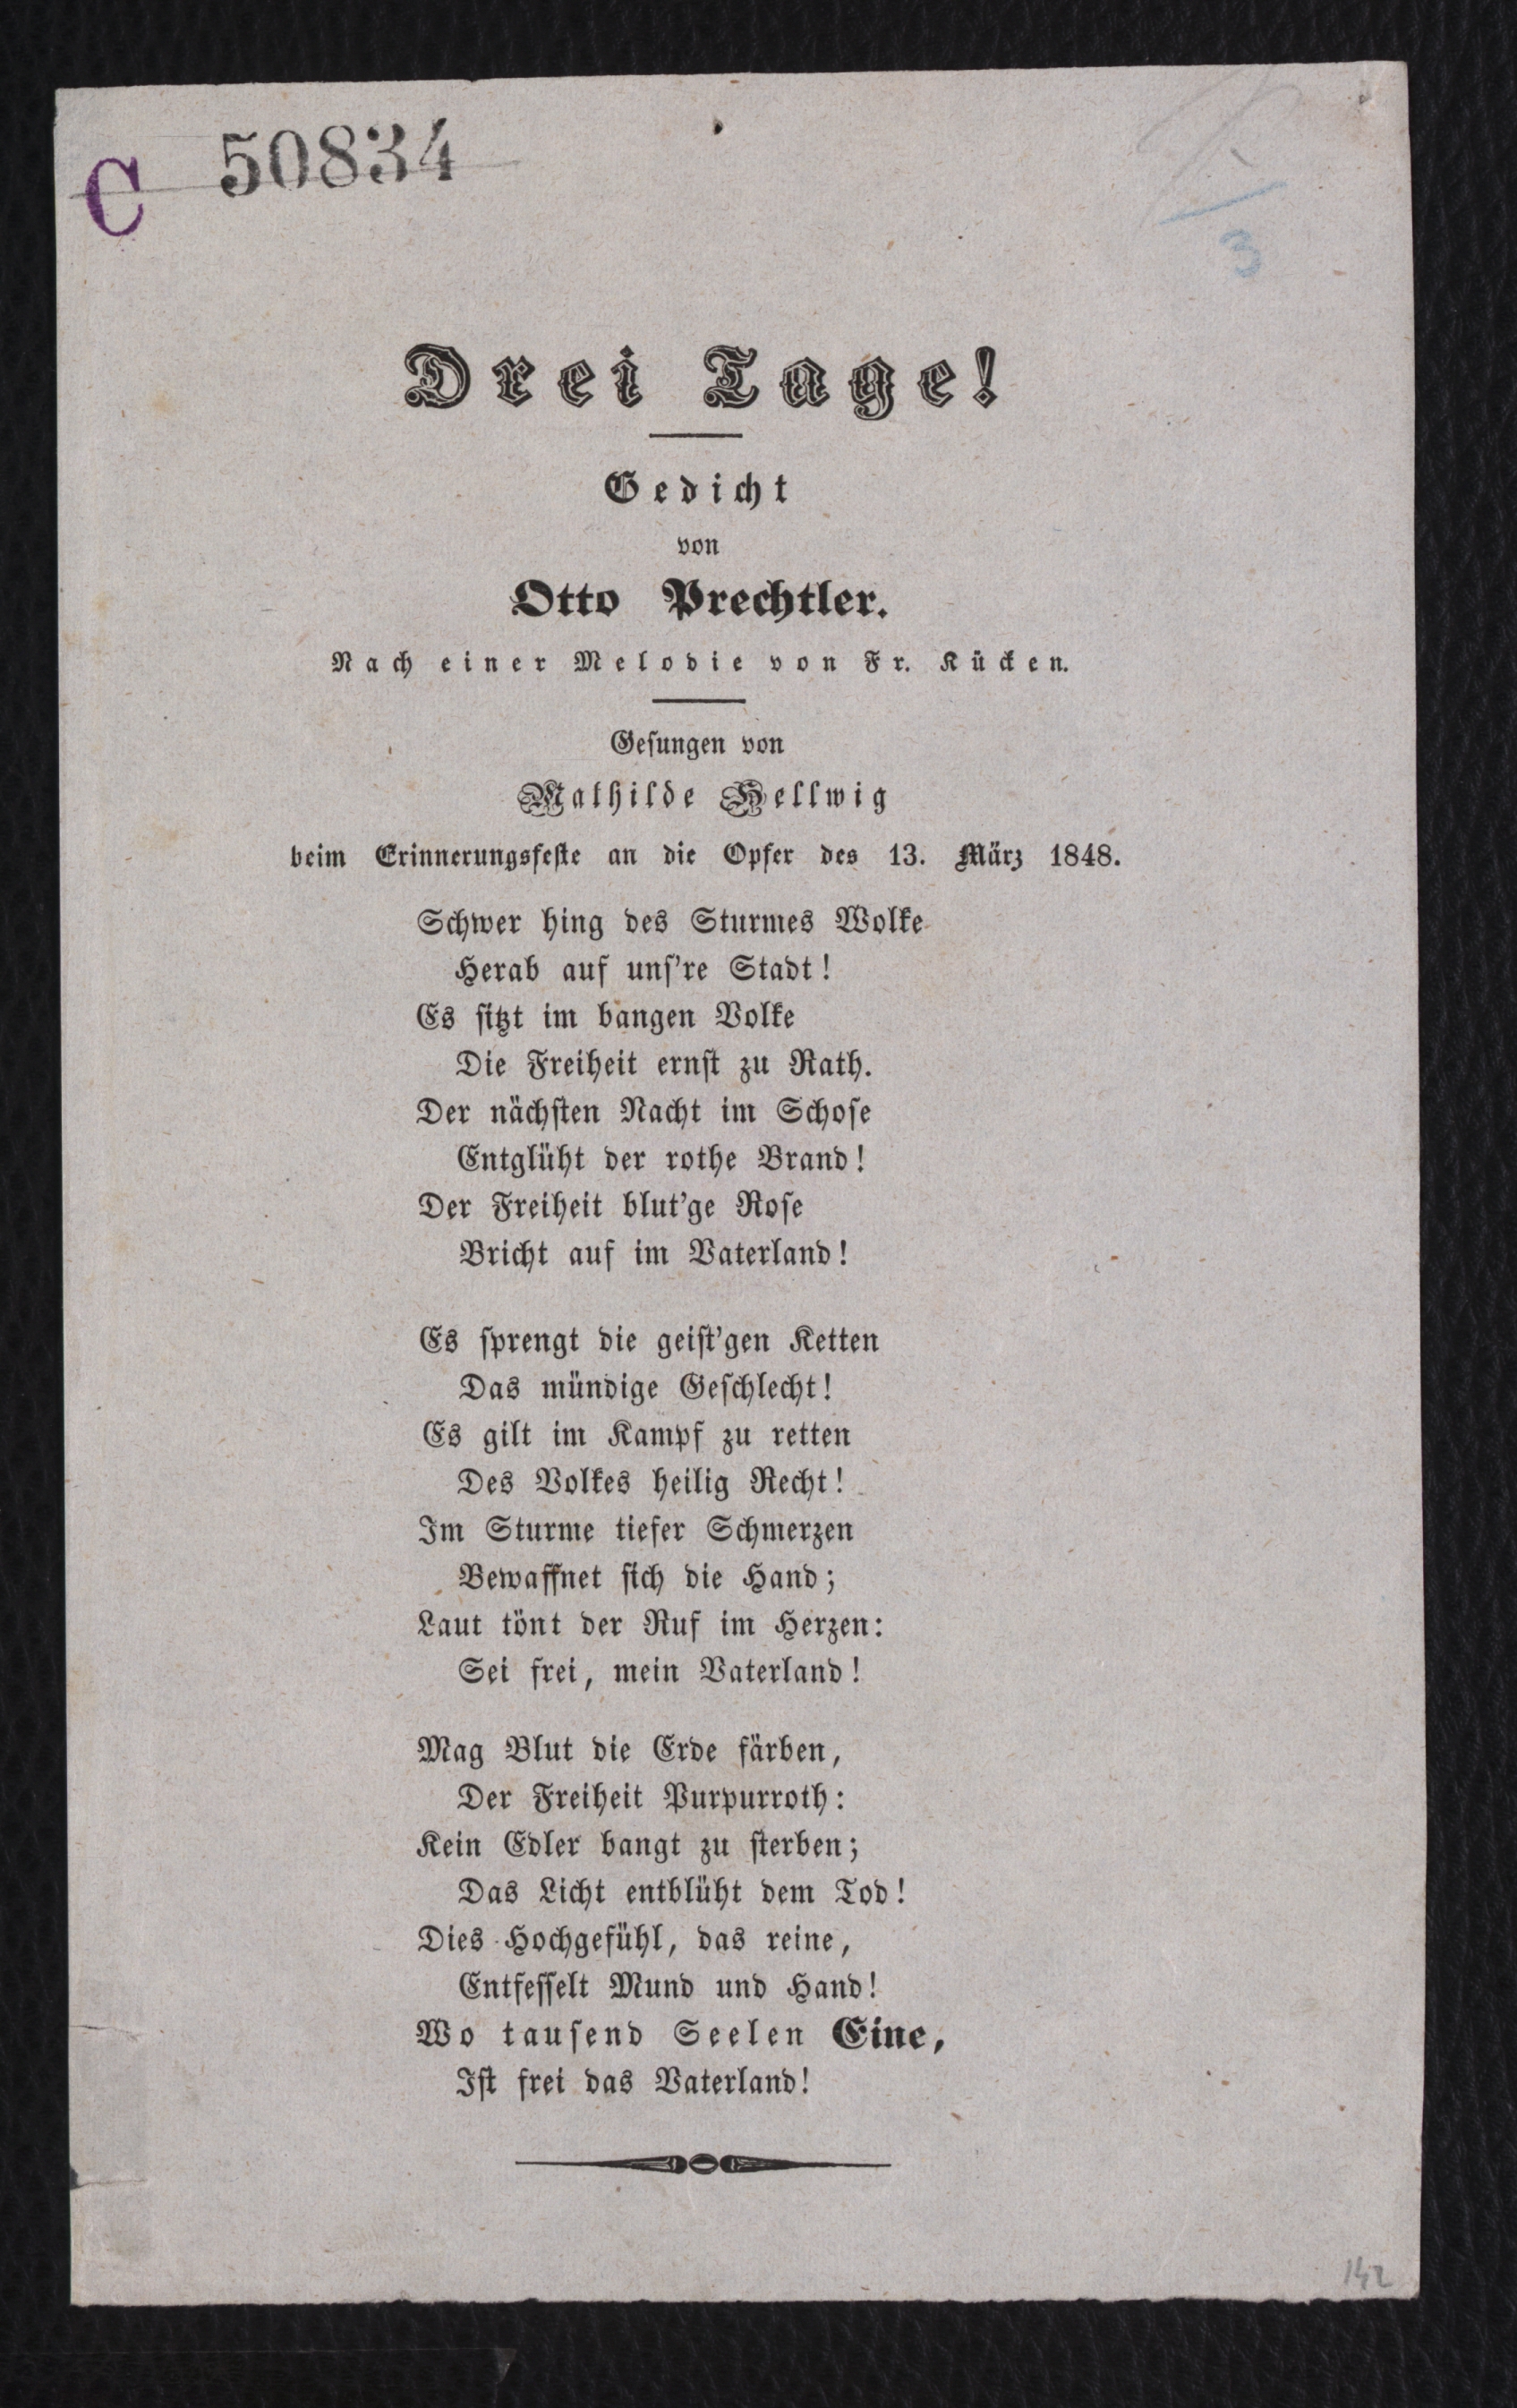 C 50834
3
Drei Tage!
Gedicht
von
Otto Prechtler.
Nach einer Melodie von Fr. Kücken.
Gesungen von
Mathilde Hellwig
beim Erinnerungsfeste an die Opfer des 13. März 1848.
Schwer hing des Sturmes Wolke
Herab auf uns're Stadt!
Es sitzt im bangen Volke
Die Freiheit ernst zu Rath.
Der nächsten Nacht im Schose
Entglüht der rothe Brand!
Der Freiheit blut'ge Rose
Bricht auf im Vaterland!
Es sprengt die geist'gen Ketten
Das mündige Geschlecht!
Es gilt im Kampf zu retten
Des Volkes heilig Recht!
Im Sturme tiefer Schmerzen
Bewaffnet sich die Hand;
Laut tönt der Ruf im Herzen:
Sei frei, mein Vaterland!
Mag Blut die Erde färben,
Der Freiheit Purpurroth:
Kein Edler bangt zu sterben;
Das Licht entblüht dem Tod!
Dies Hochgefühl, das reine,
Entfesselt Mund und Hand!
Wo tausend Seelen Eine,
Ist frei das Vaterland!
142